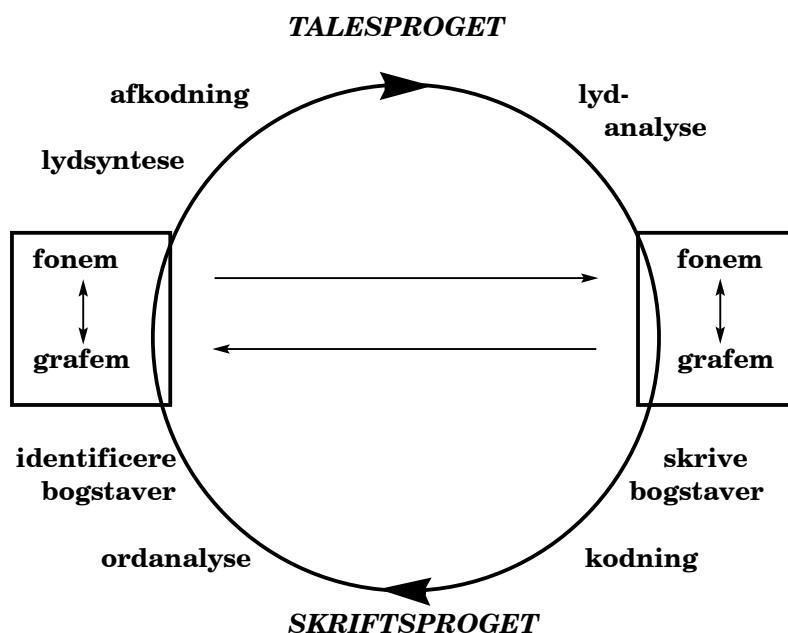 TALESPROGET
afkodning
lydsyntese
lyd-
analyse
fonem
grafem
fonem
grafem
identificere
bogstaver
ordanalyse
skrive
bogstaver
kodning
SKRIFTSPROGET